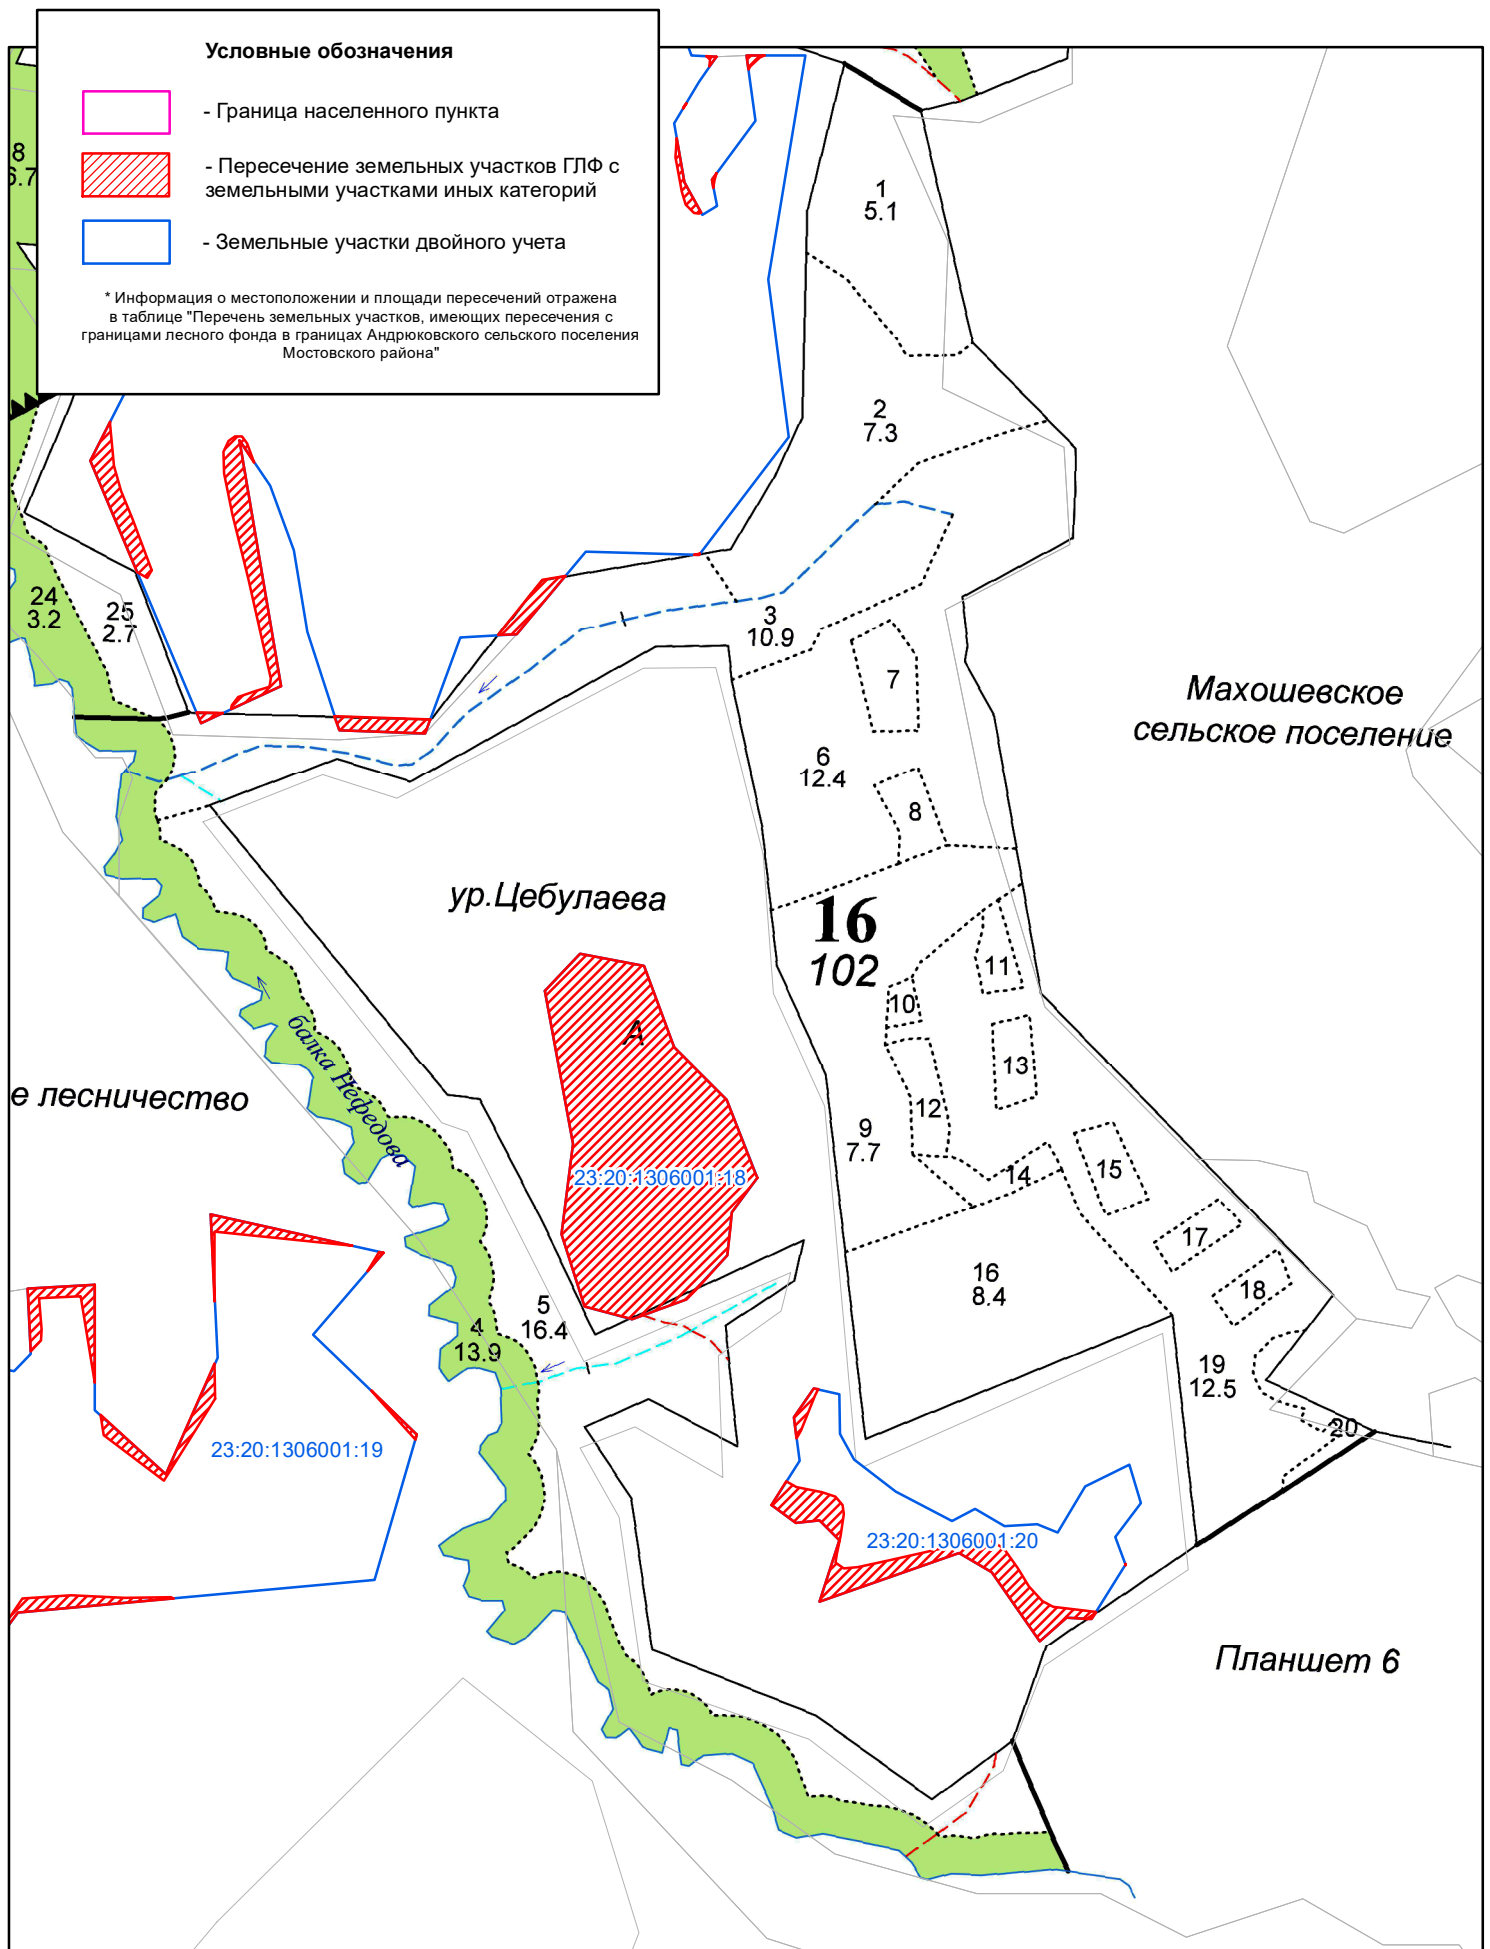 Условные обозначения
- Граница населенного пункта
- Пересечение земельных участков ГЛФ с
земельными участками иных категорий
- Земельные участки двойного учета
* Информация о местоположении и площади пересечений отражена
в таблице "Перечень земельных участков, имеющих пересечения с
границами лесного фонда в границах Андрюковского сельского поселения
Мостовского района"
8
6.7
1
5.1
2
7.3
24
3.2
25
2.7
3
10.9
7
Махошевское
сельское поселение
6
12.4
8
ур.Цебулаева
16
102
11
10
А
балка Нефедова
13
е лесничество
12
9
7.7
15
14
23:20:1306001:18
17
16
8.4
18
5
16.4
4
13.9
19
12.5
20
23:20:1306001:19
23:20:1306001:20
Планшет 6